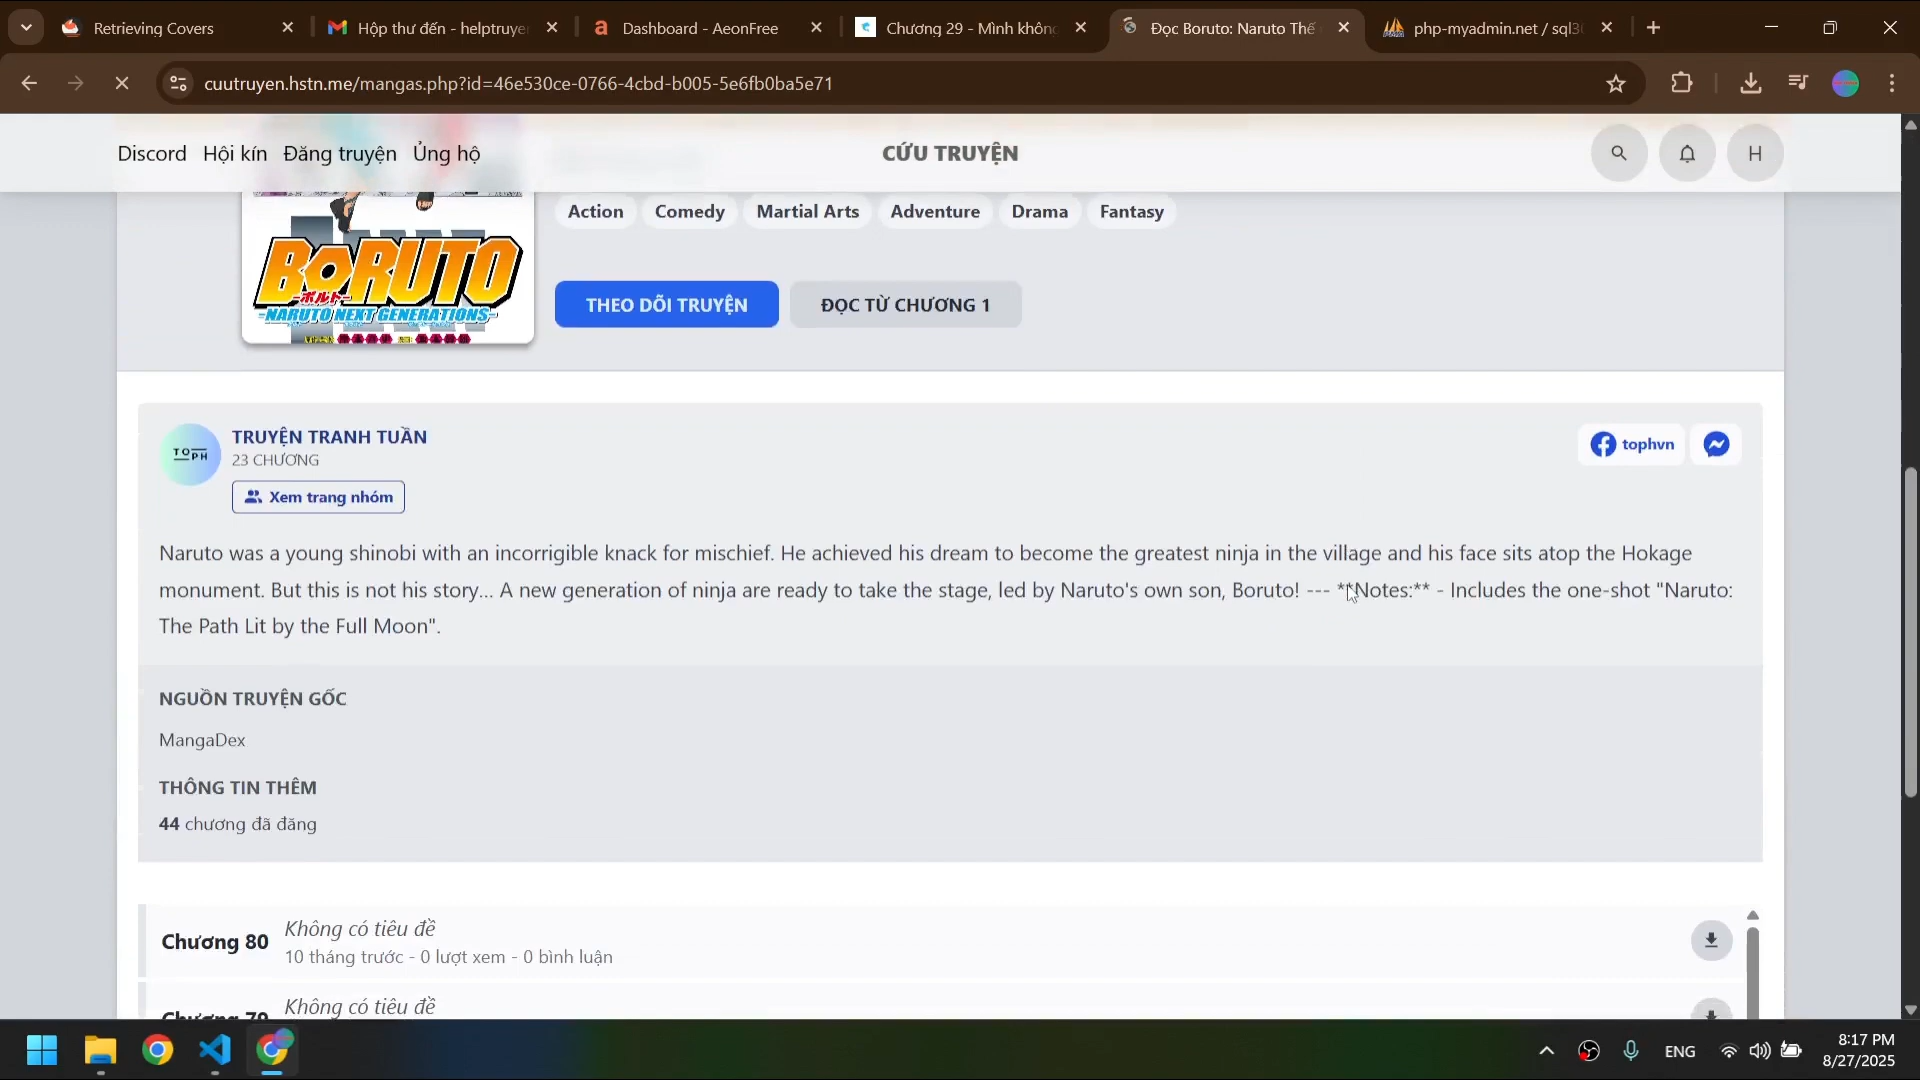 Retrieving Covers
Hộp thư đến - helptruye
Dashboard - AeonFree
Chương 29 - Mình không
Đọc Boruto: Naruto Thế
php-myadmin.net / sql3
cuutruyen.hstn.me/mangas.php?id=46e530ce-0766-4cbd-b005-5e6fb0ba5e71
Discord Hội kín Đăng truyện Ủng hộ
CỨU TRUYỆN
H
Action Comedy Martial Arts Adventure Drama Fantasy
BORUTO
-ボルト-
-NARUTO NEXT GENERATIONS-
THEO DÕI TRUYỆN
ĐỌC TỪ CHƯƠNG 1
TOPH
TRUYỆN TRANH TUẦN
23 CHƯƠNG
Xem trang nhóm
tophvn
Naruto was a young shinobi with an incorrigible knack for mischief. He achieved his dream to become the greatest ninja in the village and his face sits atop the Hokage
monument. But this is not his story... A new generation of ninja are ready to take the stage, led by Naruto's own son, Boruto! --- **Notes:** - Includes the one-shot "Naruto:
The Path Lit by the Full Moon".
NGUỒN TRUYỆN GỐC
MangaDex
THÔNG TIN THÊM
44 chương đã đăng
Chương 80
Không có tiêu đề
10 tháng trước - 0 lượt xem - 0 bình luận
Chương 79
Không có tiêu đề
ENG
8:17 PM
8/27/2025